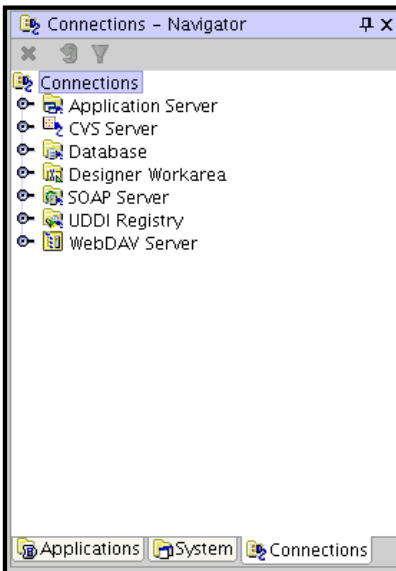 Connections – Navigator
Connections
Application Server
CVS Server
Database
Designer Workarea
SOAP Server
UDDI Registry
WebDAV Server
Applications System Connections